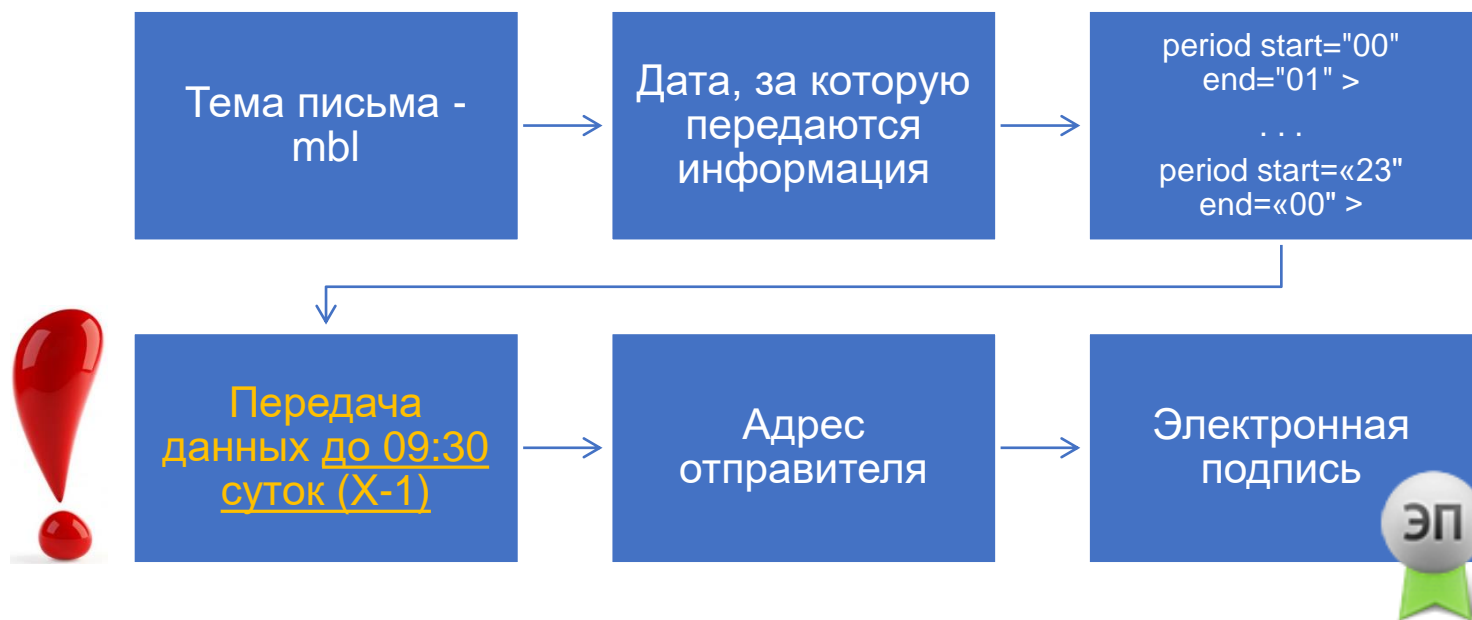 Тема письма -
mbl
Дата, за которую
передаются
информация
period start="00"
end="01" >
. . .
period start=«23"
end=«00" >
Передача
данных до 09:30
суток (X-1)
Адрес
отправителя
Электронная
подпись
ЭП